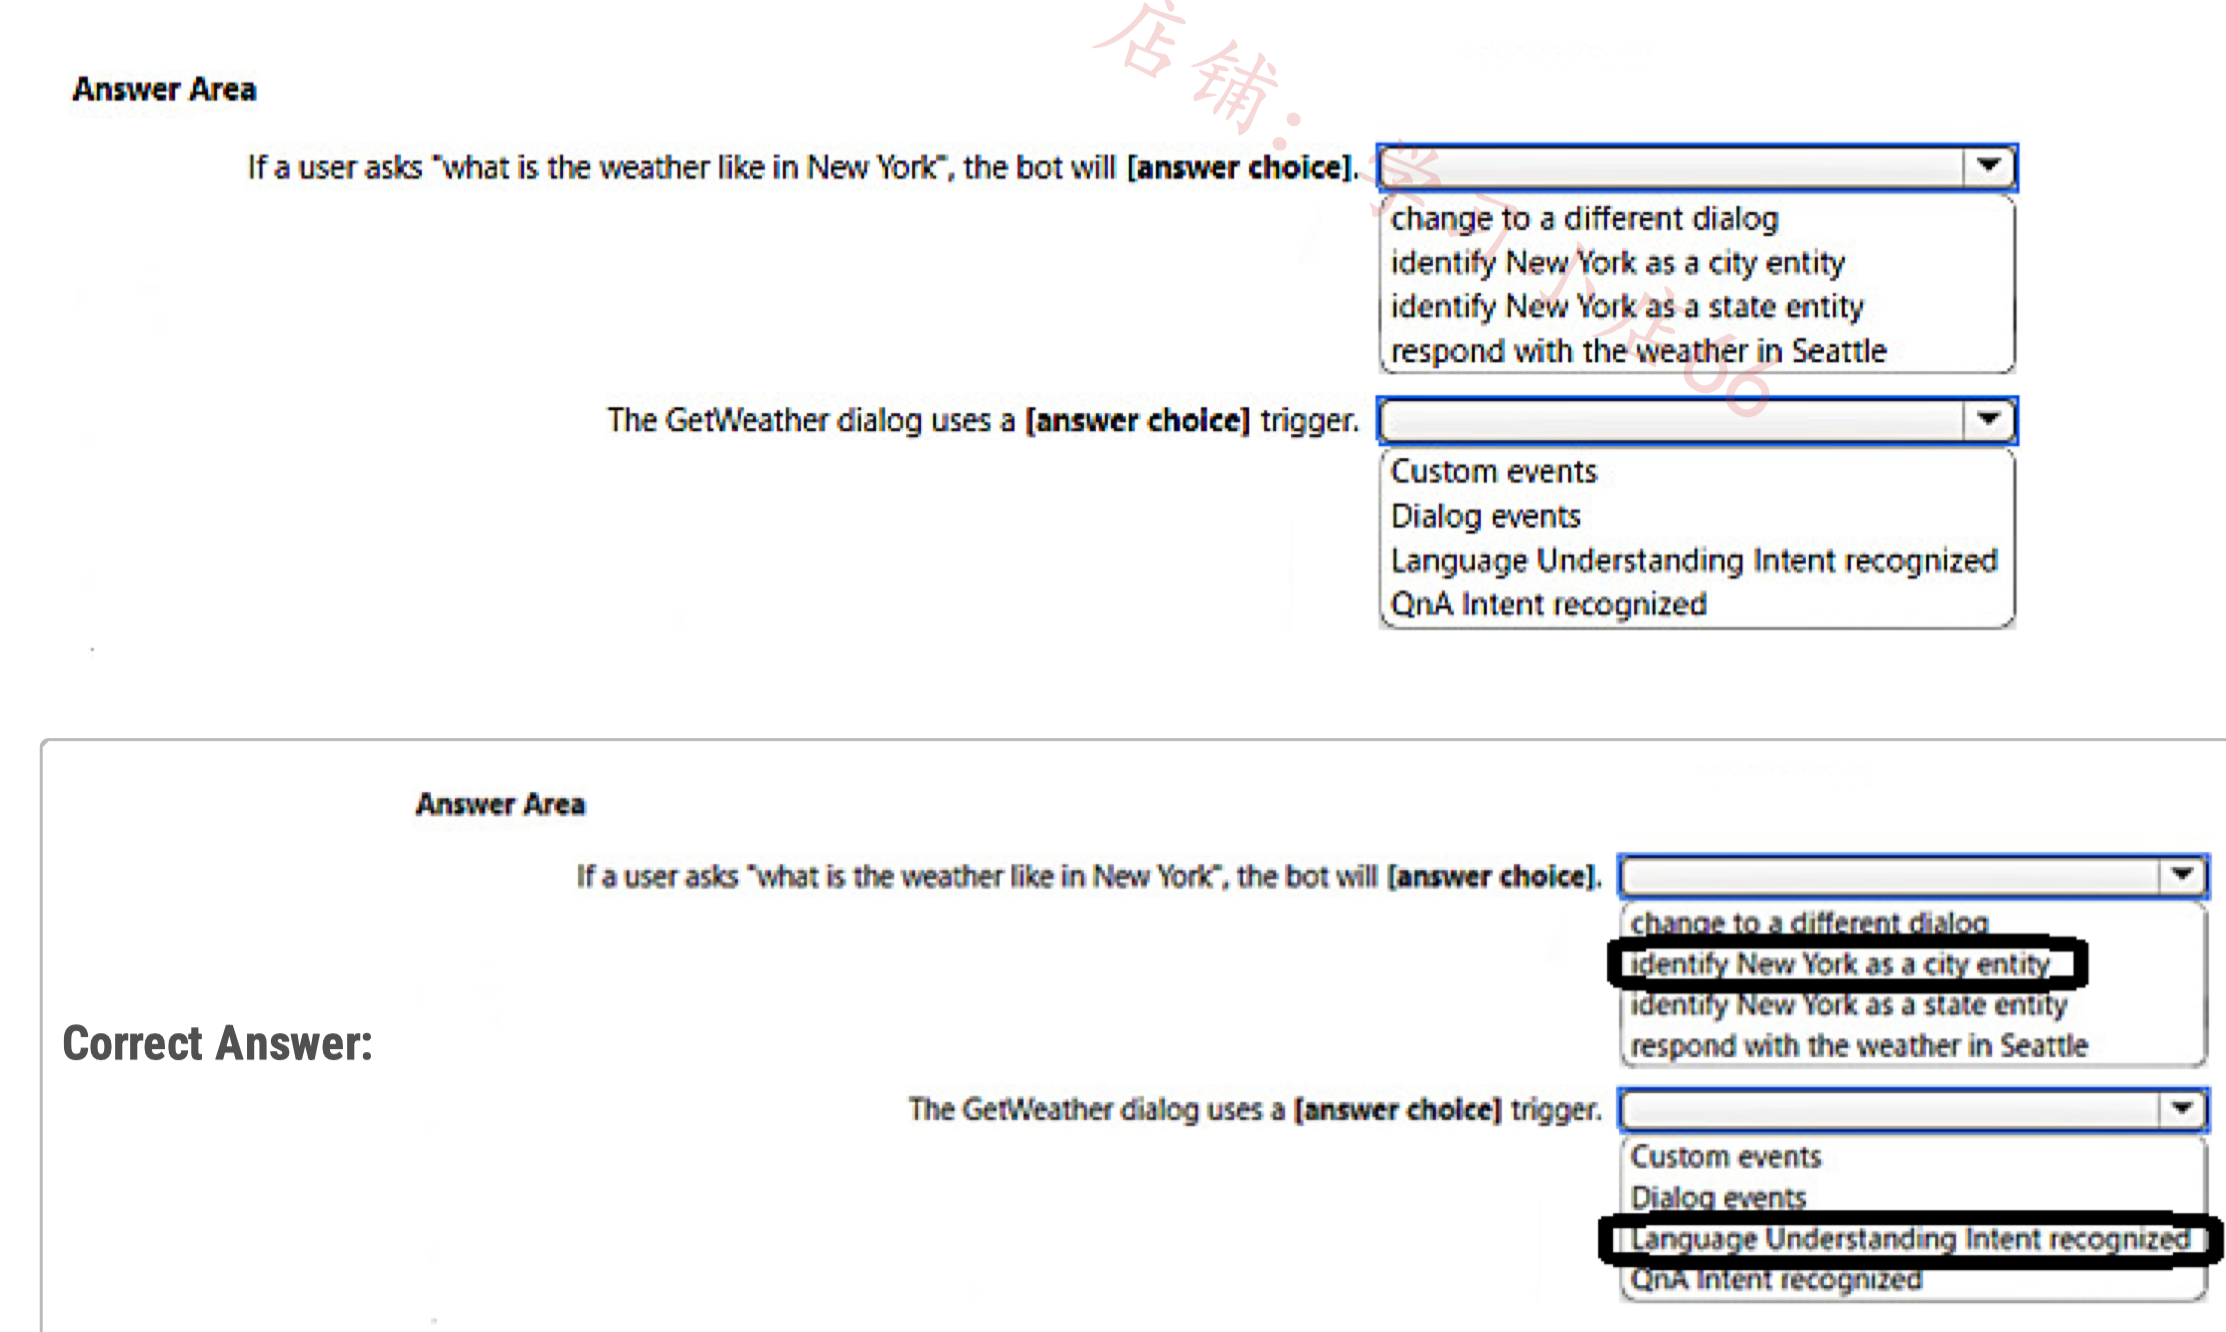 店铺：学习小店66
Answer Area
If a user asks "what is the weather like in New York", the bot will [answer choice].
change to a different dialog
identify New York as a city entity
identify New York as a state entity
respond with the weather in Seattle
The GetWeather dialog uses a [answer choice] trigger.
Custom events
Dialog events
Language Understanding Intent recognized
QnA Intent recognized
Answer Area
If a user asks "what is the weather like in New York", the bot will [answer choice].
change to a different dialog
identify New York as a city entity
identify New York as a state entity
respond with the weather in Seattle
Correct Answer:
The GetWeather dialog uses a [answer choice] trigger.
Custom events
Dialog events
Language Understanding Intent recognized
QnA Intent recognized